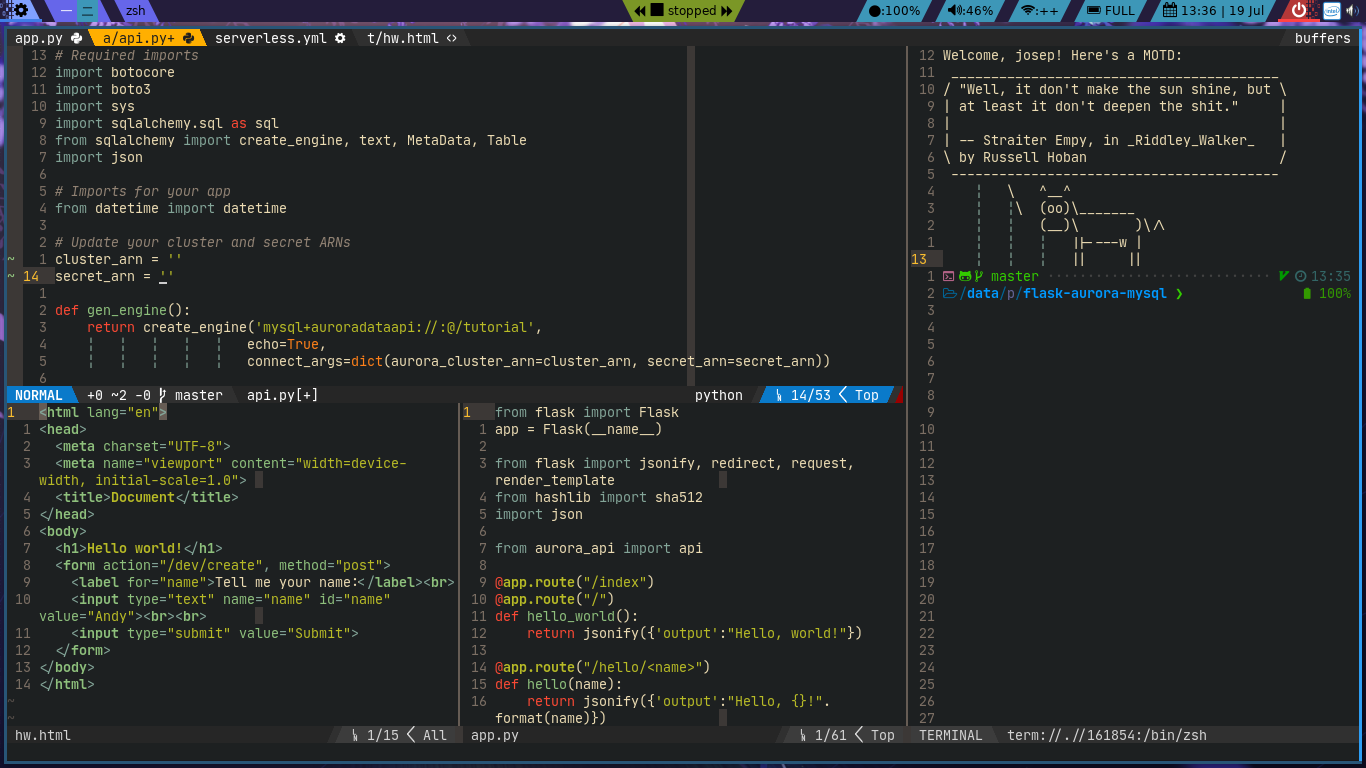 zsh
stopped
:100%
:46%
:++
FULL
13:36 | 19 Jul
app.py
a/api.py+
serverless.yml
t/hw.html <>
buffers
13 # Required imports
12 import botocore
11 import boto3
10 import sys
9 import sqlalchemy.sql as sql
8 from sqlalchemy import create_engine, text, MetaData, Table
7 import json
6
5 # Imports for your app
4 from datetime import datetime
3
2 # Update your cluster and secret ARNs
~ 1 cluster_arn = ''
~ 14 secret_arn = ''
1
2 def gen_engine():
3     return create_engine('mysql+auroradataapi://:@/tutorial',
4 ¦   ¦   ¦   ¦   ¦   echo=True,
5 ¦   ¦   ¦   ¦   ¦   connect_args=dict(aurora_cluster_arn=cluster_arn, secret_arn=secret_arn))
6
NORMAL +0 ~2 -0 master api.py[+] python 14/53 Top
1 <html lang="en">
1 <head>
2   <meta charset="UTF-8">
3   <meta name="viewport" content="width=device-
width, initial-scale=1.0">
4   <title>Document</title>
5 </head>
6 <body>
7   <h1>Hello world!</h1>
8   <form action="/dev/create", method="post">
9     <label for="name">Tell me your name:</label><br>
10     <input type="text" name="name" id="name"
value="Andy"><br><br>
11     <input type="submit" value="Submit">
12   </form>
13 </body>
14 </html>
~
~
hw.html 1/15 All
1 from flask import Flask
1 app = Flask(__name__)
2
3 from flask import jsonify, redirect, request,
render_template
4 from hashlib import sha512
5 import json
6
7 from aurora_api import api
8
9 @app.route("/index")
10 @app.route("/")
11 def hello_world():
12     return jsonify({'output':"Hello, world!"})
13
14 @app.route("/hello/<name>")
15 def hello(name):
16     return jsonify({'output':"Hello, {}!".
format(name)})
app.py 1/61 Top
12 Welcome, josep! Here's a MOTD:
11  _________________________________________
10 / "Well, it don't make the sun shine, but \
9 | at least it don't deepen the shit."     |
8 |                                         |
7 | -- Straiter Empy, in _Riddley_Walker_   |
6 \ by Russell Hoban                        /
5  -----------------------------------------
4     ¦   \   ^__^
3     ¦   ¦\  (oo)\_______
2     ¦   ¦   (__)\       )\/\
1     ¦   ¦   ¦   ||----w |
13     ¦   ¦   ¦   ||     ||
1 master 13:35
2 /data/p/flask-aurora-mysql ❯ 100%
3
4
5
6
7
8
9
10
11
12
13
14
15
16
17
18
19
20
21
22
23
24
25
26
27
TERMINAL term://.//161854:/bin/zsh